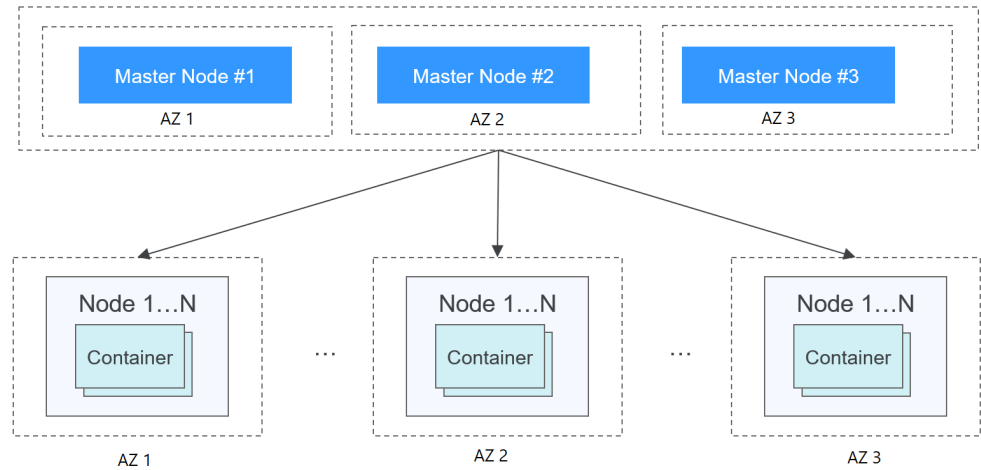 Master Node #1
Master Node #2
Master Node #3
AZ 1
AZ 2
AZ 3
Node 1…N
Node 1…N
Node 1…N
Container
...
Container
...
Container
AZ 1
AZ 2
AZ 3